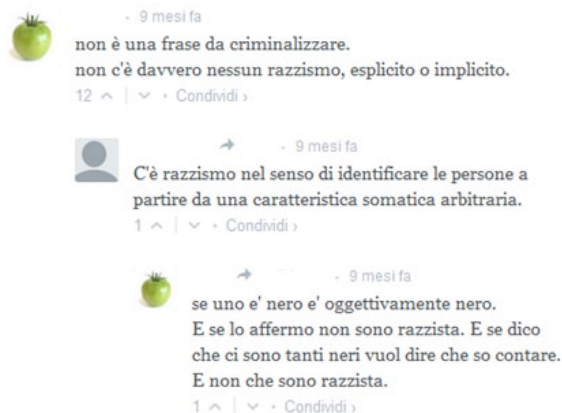 · 9 mesi fa
non è una frase da criminalizzare.
non c'è davvero nessun razzismo, esplicito o implicito.
12 · Condividi ›
· 9 mesi fa
C'è razzismo nel senso di identificare le persone a
partire da una caratteristica somatica arbitraria.
1 · Condividi ›
· 9 mesi fa
se uno e' nero e' oggettivamente nero.
E se lo affermo non sono razzista. E se dico
che ci sono tanti neri vuol dire che so contare.
E non che sono razzista.
1 · Condividi ›